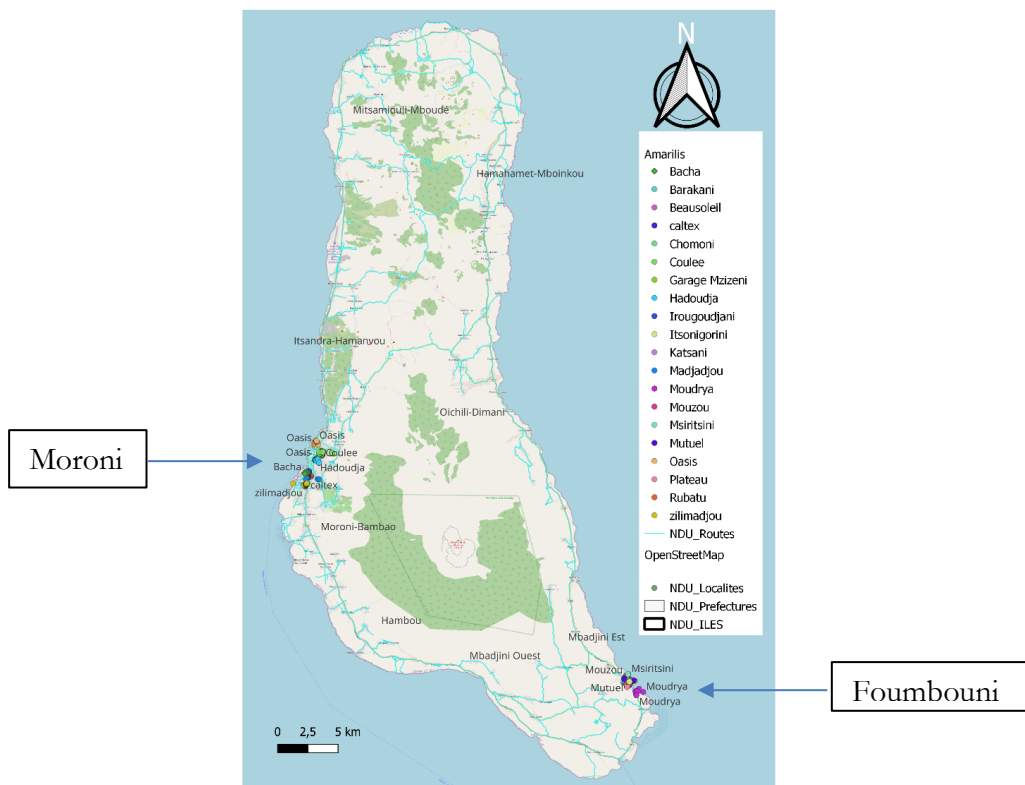 N
Mitsamiouli-Mboudé
Hamahamet-Mboinkou
Itsandra-Hamanvou
Oichili-Dimani
Oasis Oasis
Oasis Coulee
Bacha Hadoudja
zilimadjou caltex
Moroni-Bambao
Hambou
Mbadjini Ouest
Mbadjini Est
Mouzou Msiritsini
Mutuel Moudrya
Moudrya
0 2,5 5 km
Moroni
Foumbouni
Amarilis
Bacha
Barakani
Beausoleil
caltex
Chomoni
Coulee
Garage Mzizeni
Hadoudja
Irougoudjani
Itsonigorini
Katsani
Madjadjou
Moudrya
Mouzou
Msiritsini
Mutuel
Oasis
Plateau
Rubatu
zilimadjou
NDU_Routes
OpenStreetMap
NDU_Localites
NDU_Prefectures
NDU_ILES